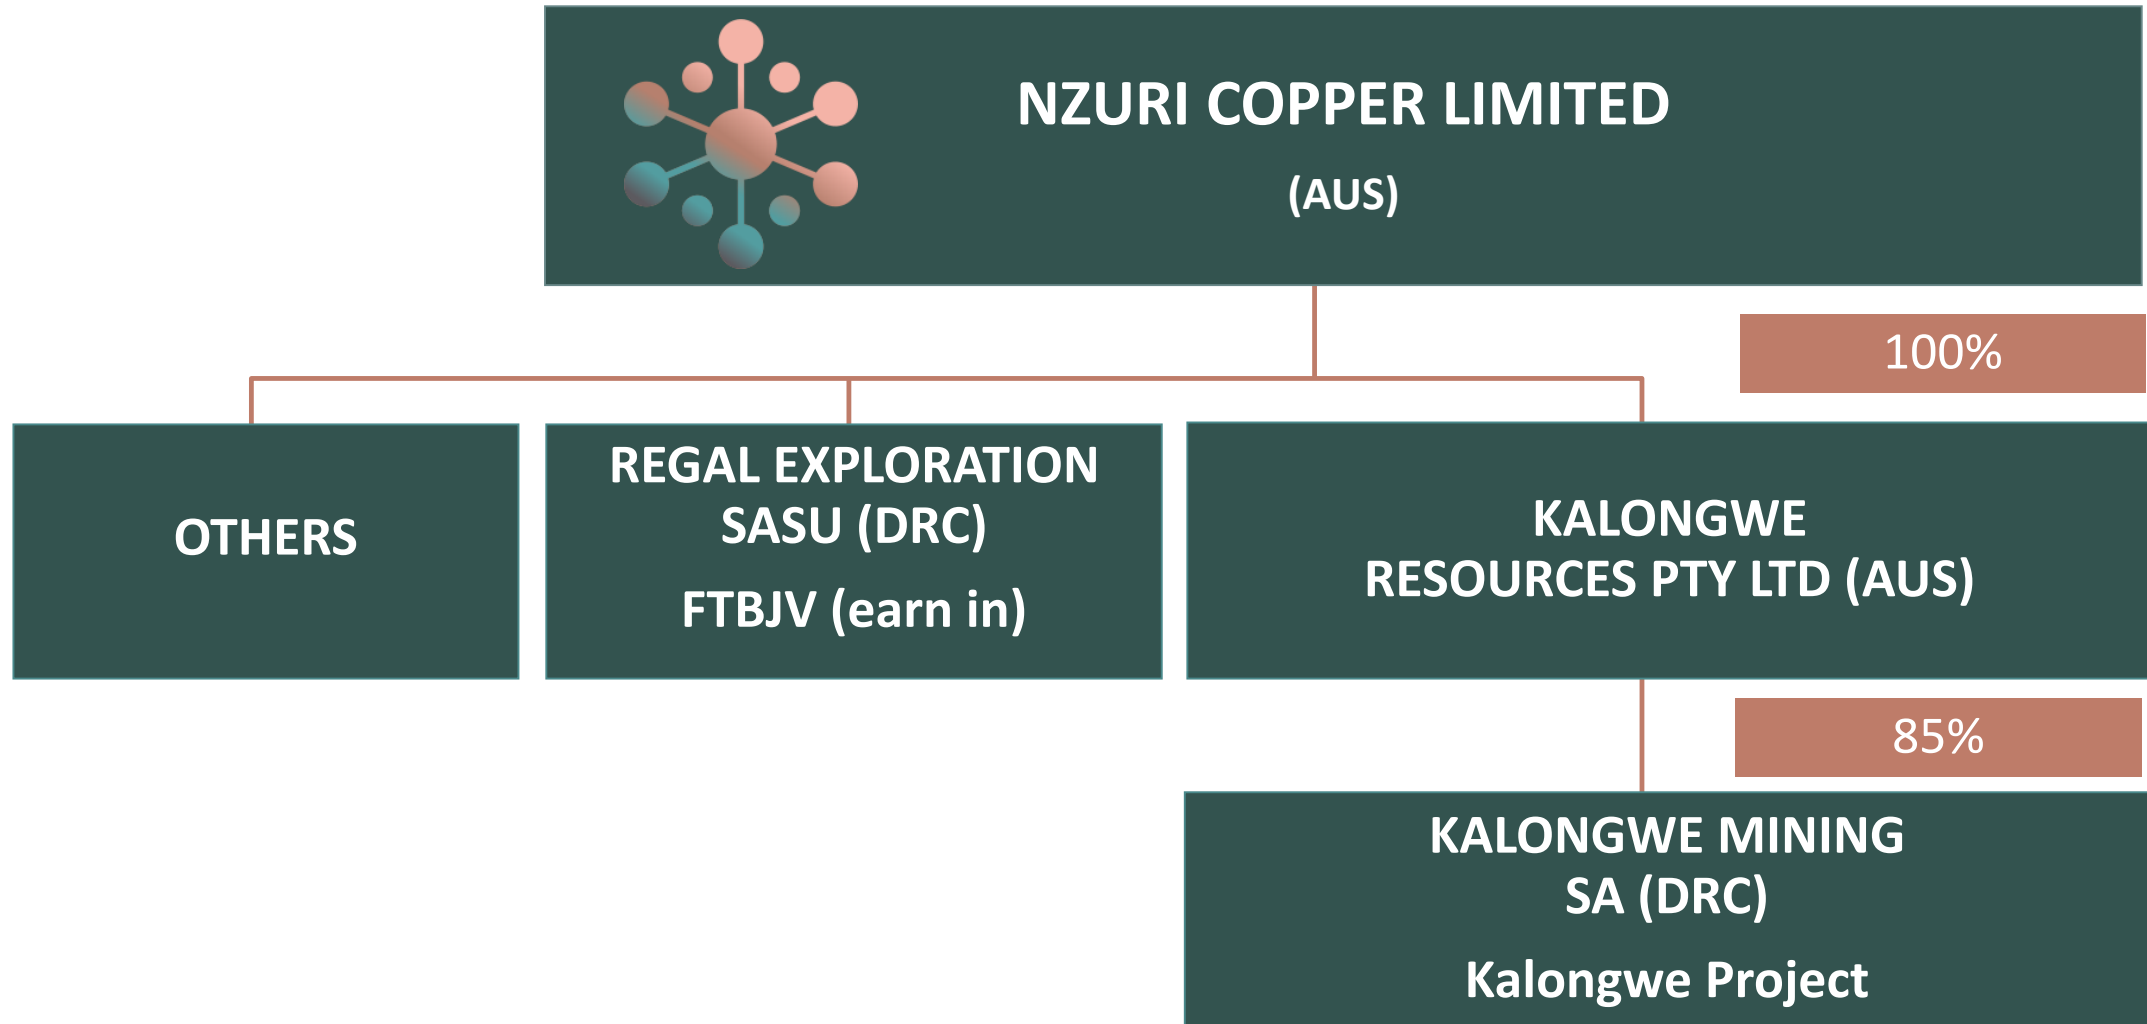 NZURI COPPER LIMITED
(AUS)
100%
OTHERS
REGAL EXPLORATION
SASU (DRC)
FTBJV (earn in)
KALONGWE
RESOURCES PTY LTD (AUS)
85%
KALONGWE MINING
SA (DRC)
Kalongwe Project